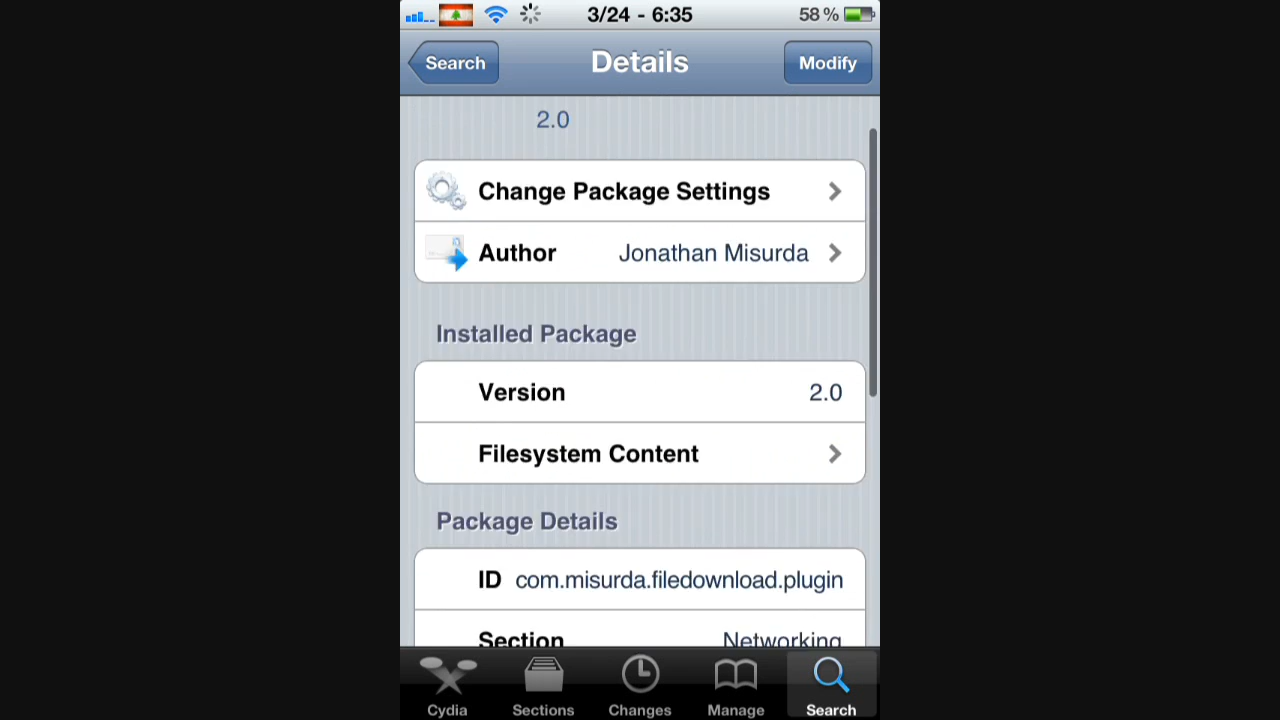 3/24 - 6:35
58 %
Search
Details
Modify
2.0
Change Package Settings
Author Jonathan Misurda
Installed Package
Version 2.0
Filesystem Content
Package Details
ID com.misurda.filedownload.plugin
Section Networking
Cydia Sections Changes Manage Search